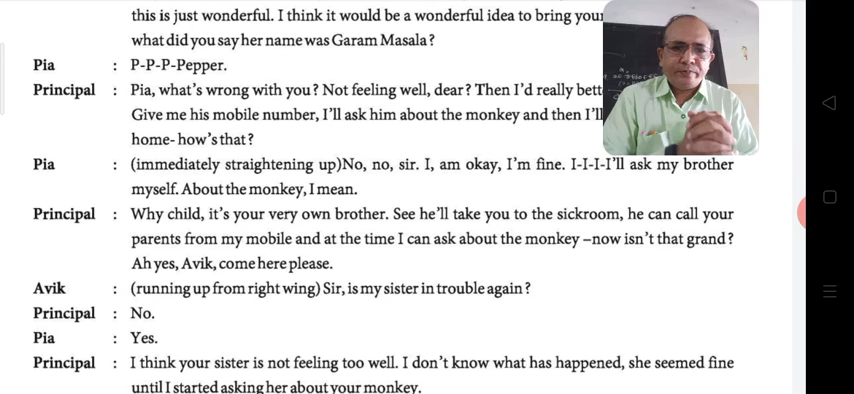 this is just wonderful. I think it would be a wonderful idea to bring your
what did you say her name was Garam Masala?
Pia : P-P-P-Pepper.
Principal : Pia, what's wrong with you? Not feeling well, dear? Then I'd really
Give me his mobile number, I'll ask him about the monkey and then I'll
home- how's that?
Pia : (immediately straightening up)No, no, sir. I, am okay, I'm fine. I-I-I-I'll ask my brother
myself. About the monkey, I mean.
Principal : Why child, it's your very own brother. See he'll take you to the sickroom, he can call your
parents from my mobile and at the time I can ask about the monkey –now isn't that grand?
Ah yes, Avik, come here please.
Avik : (running up from right wing) Sir, is my sister in trouble again?
Principal : No.
Pia : Yes.
Principal : I think your sister is not feeling too well. I don't know what has happened, she seemed fine
until I started asking her about your monkey.